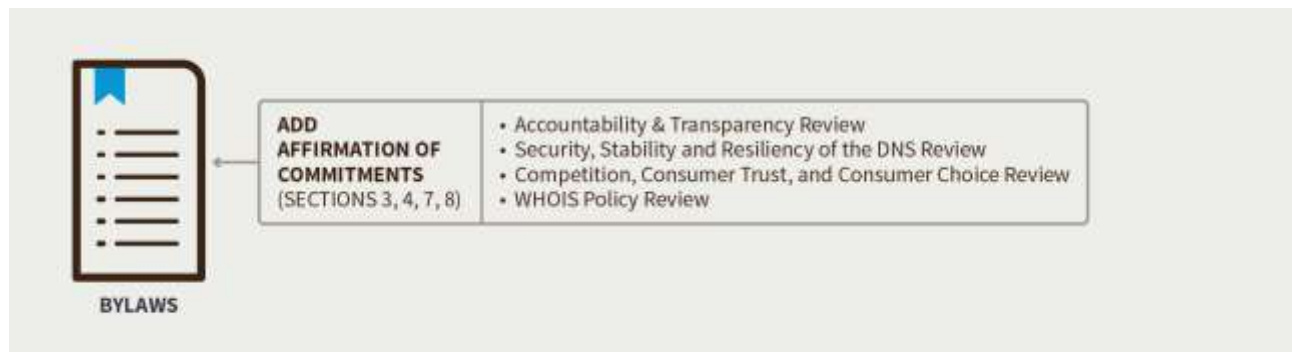 ADD
AFFIRMATION OF
COMMITMENTS
(SECTIONS 3, 4, 7, 8)
• Accountability & Transparency Review
• Security, Stability and Resiliency of the DNS Review
• Competition, Consumer Trust, and Consumer Choice Review
• WHOIS Policy Review
BYLAWS